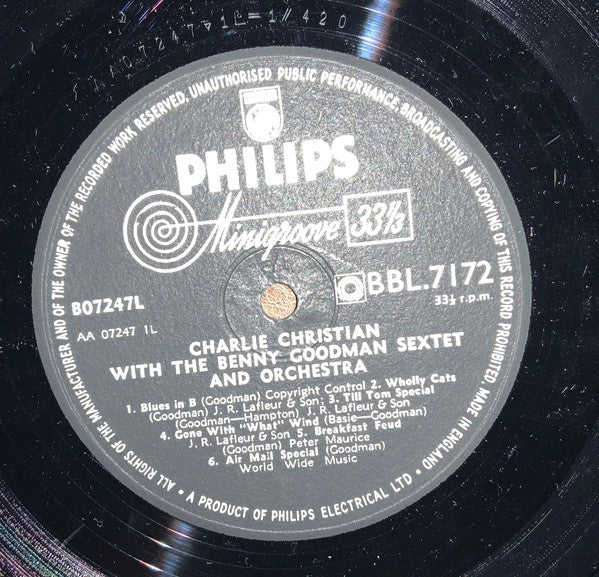 AA07247 1L=1 420
ALL RIGHTS OF THE MANUFACTURER AND OF THE OWNER OF THE RECORDED WORK RESERVED. UNAUTHORISED PUBLIC PERFORMANCE, BROADCASTING AND COPYING OF THIS RECORD PROHIBITED. MADE IN ENGLAND
PHILIPS
Minigroove 33⅓
BBL.7172
33⅓ r.p.m.
B07247L
AA 07247 1L
CHARLIE CHRISTIAN
WITH THE BENNY GOODMAN SEXTET
AND ORCHESTRA
1. Blues in B (Goodman) Copyright Control 2. Wholly Cats
(Goodman) J. R. Lafleur & Son; 3. Till Tom Special
(Goodman—Hampton) J. R. Lafleur & Son
4. Gone With "What" Wind (Basie—Goodman)
J. R. Lafleur & Son 5. Breakfast Feud
(Goodman) Peter Maurice
6. Air Mail Special (Goodman)
World Wide Music
• A PRODUCT OF PHILIPS ELECTRICAL LTD •